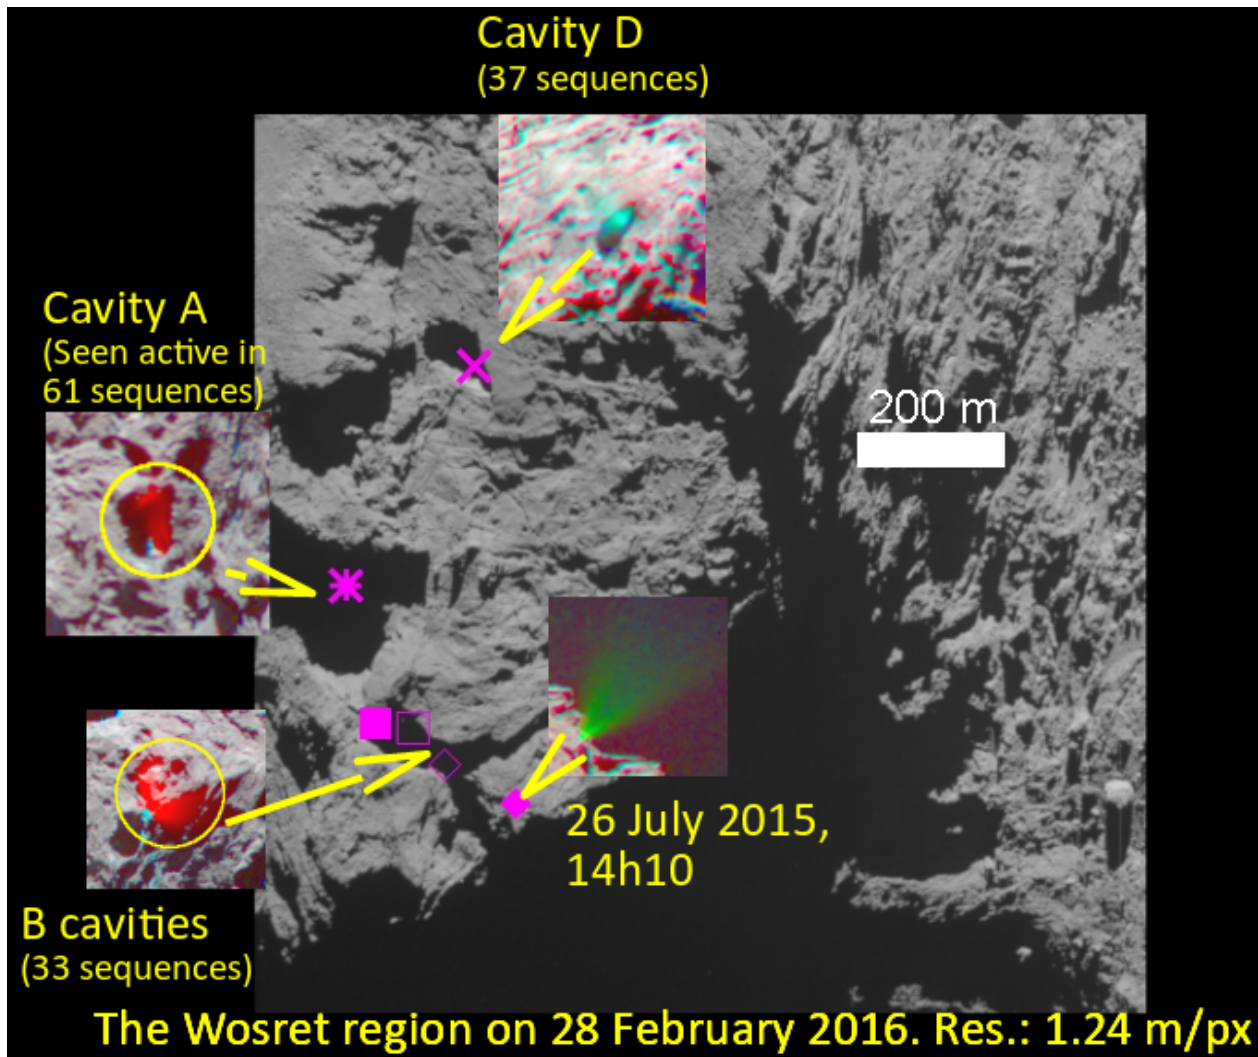 Cavity D
(37 sequences)
Cavity A
(Seen active in
61 sequences)
200 m
26 July 2015,
14h10
B cavities
(33 sequences)
The Wosret region on 28 February 2016. Res.: 1.24 m/px